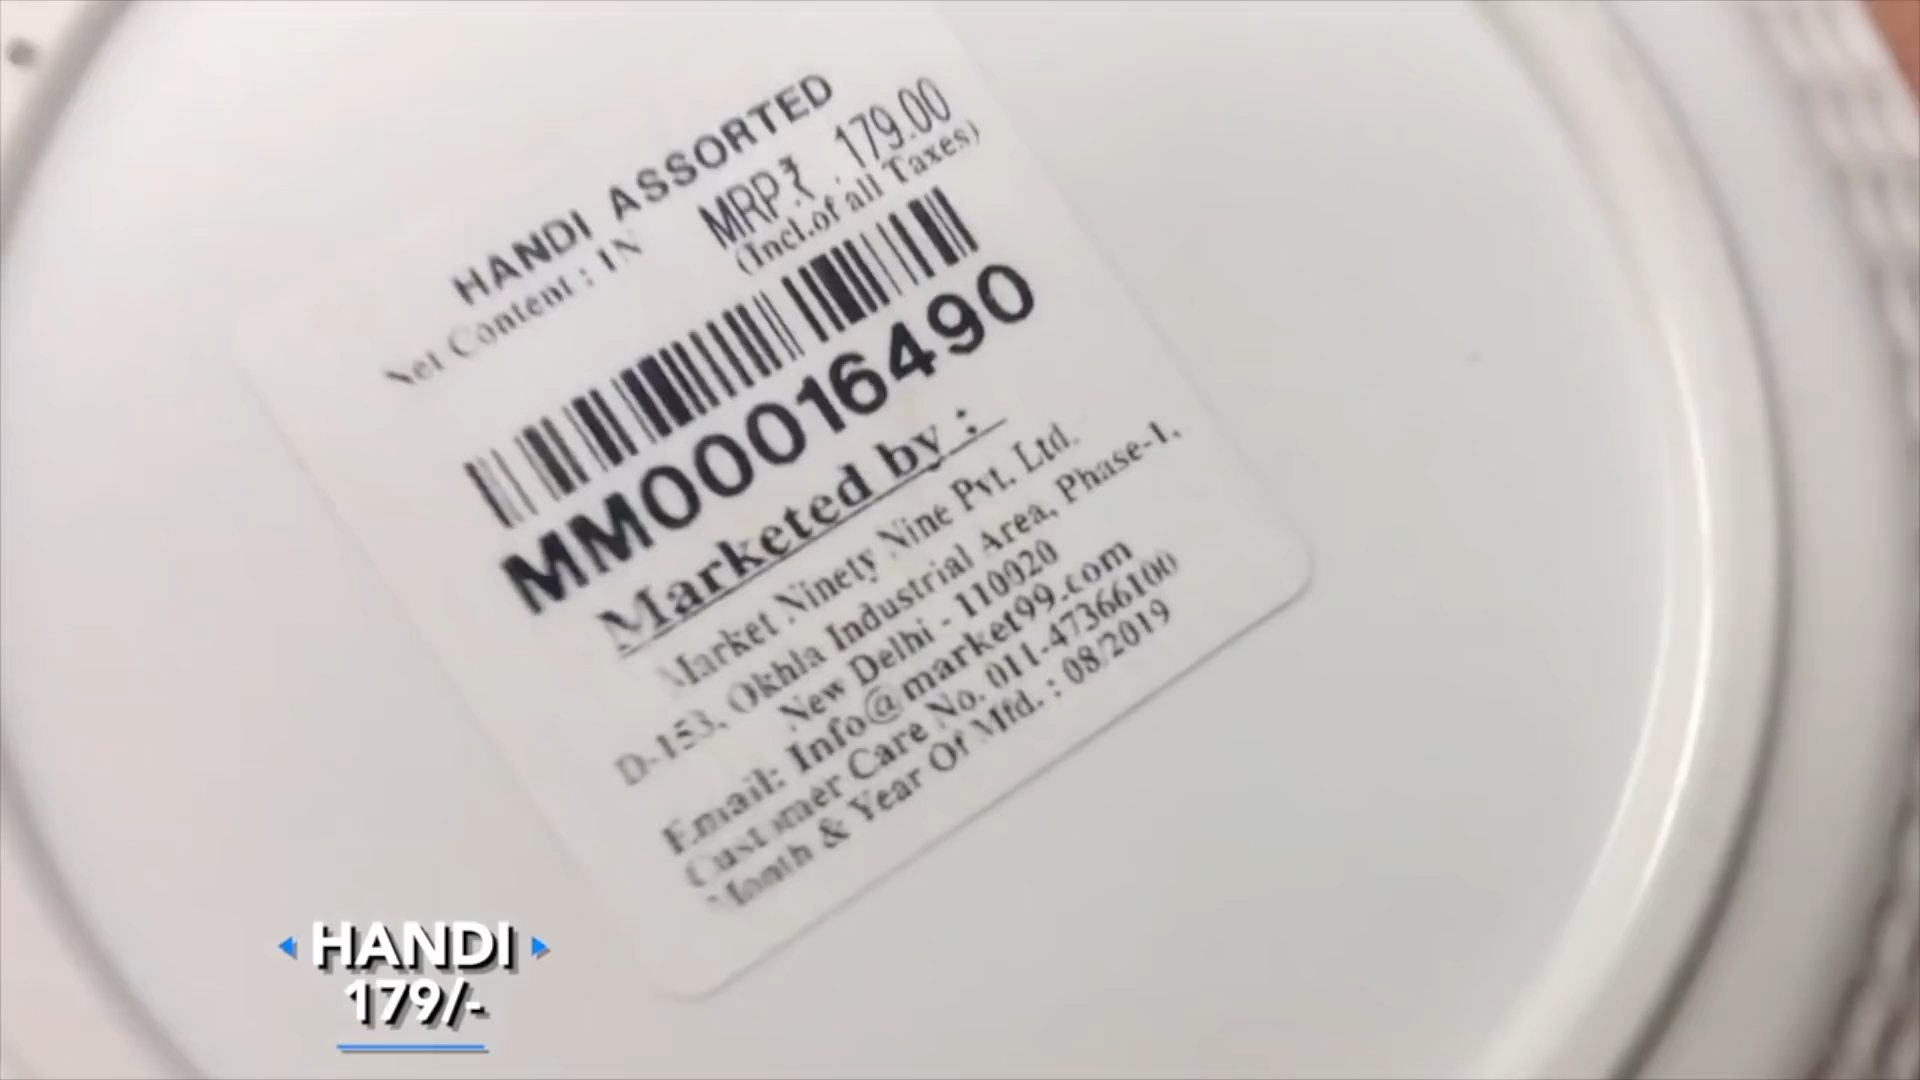 HANDI ASSORTED
Net Content : 1N
MRP.₹ 179.00
(Incl.of all Taxes)
MM00016490
Marketed by :
Market Ninety Nine Pvt. Ltd.
D-153, Okhla Industrial Area, Phase-1,
New Delhi - 110020
Email: Info@market99.com
Customer Care No. 011-47366100
Month & Year Of Mfd. : 08/2019
HANDI
179/-